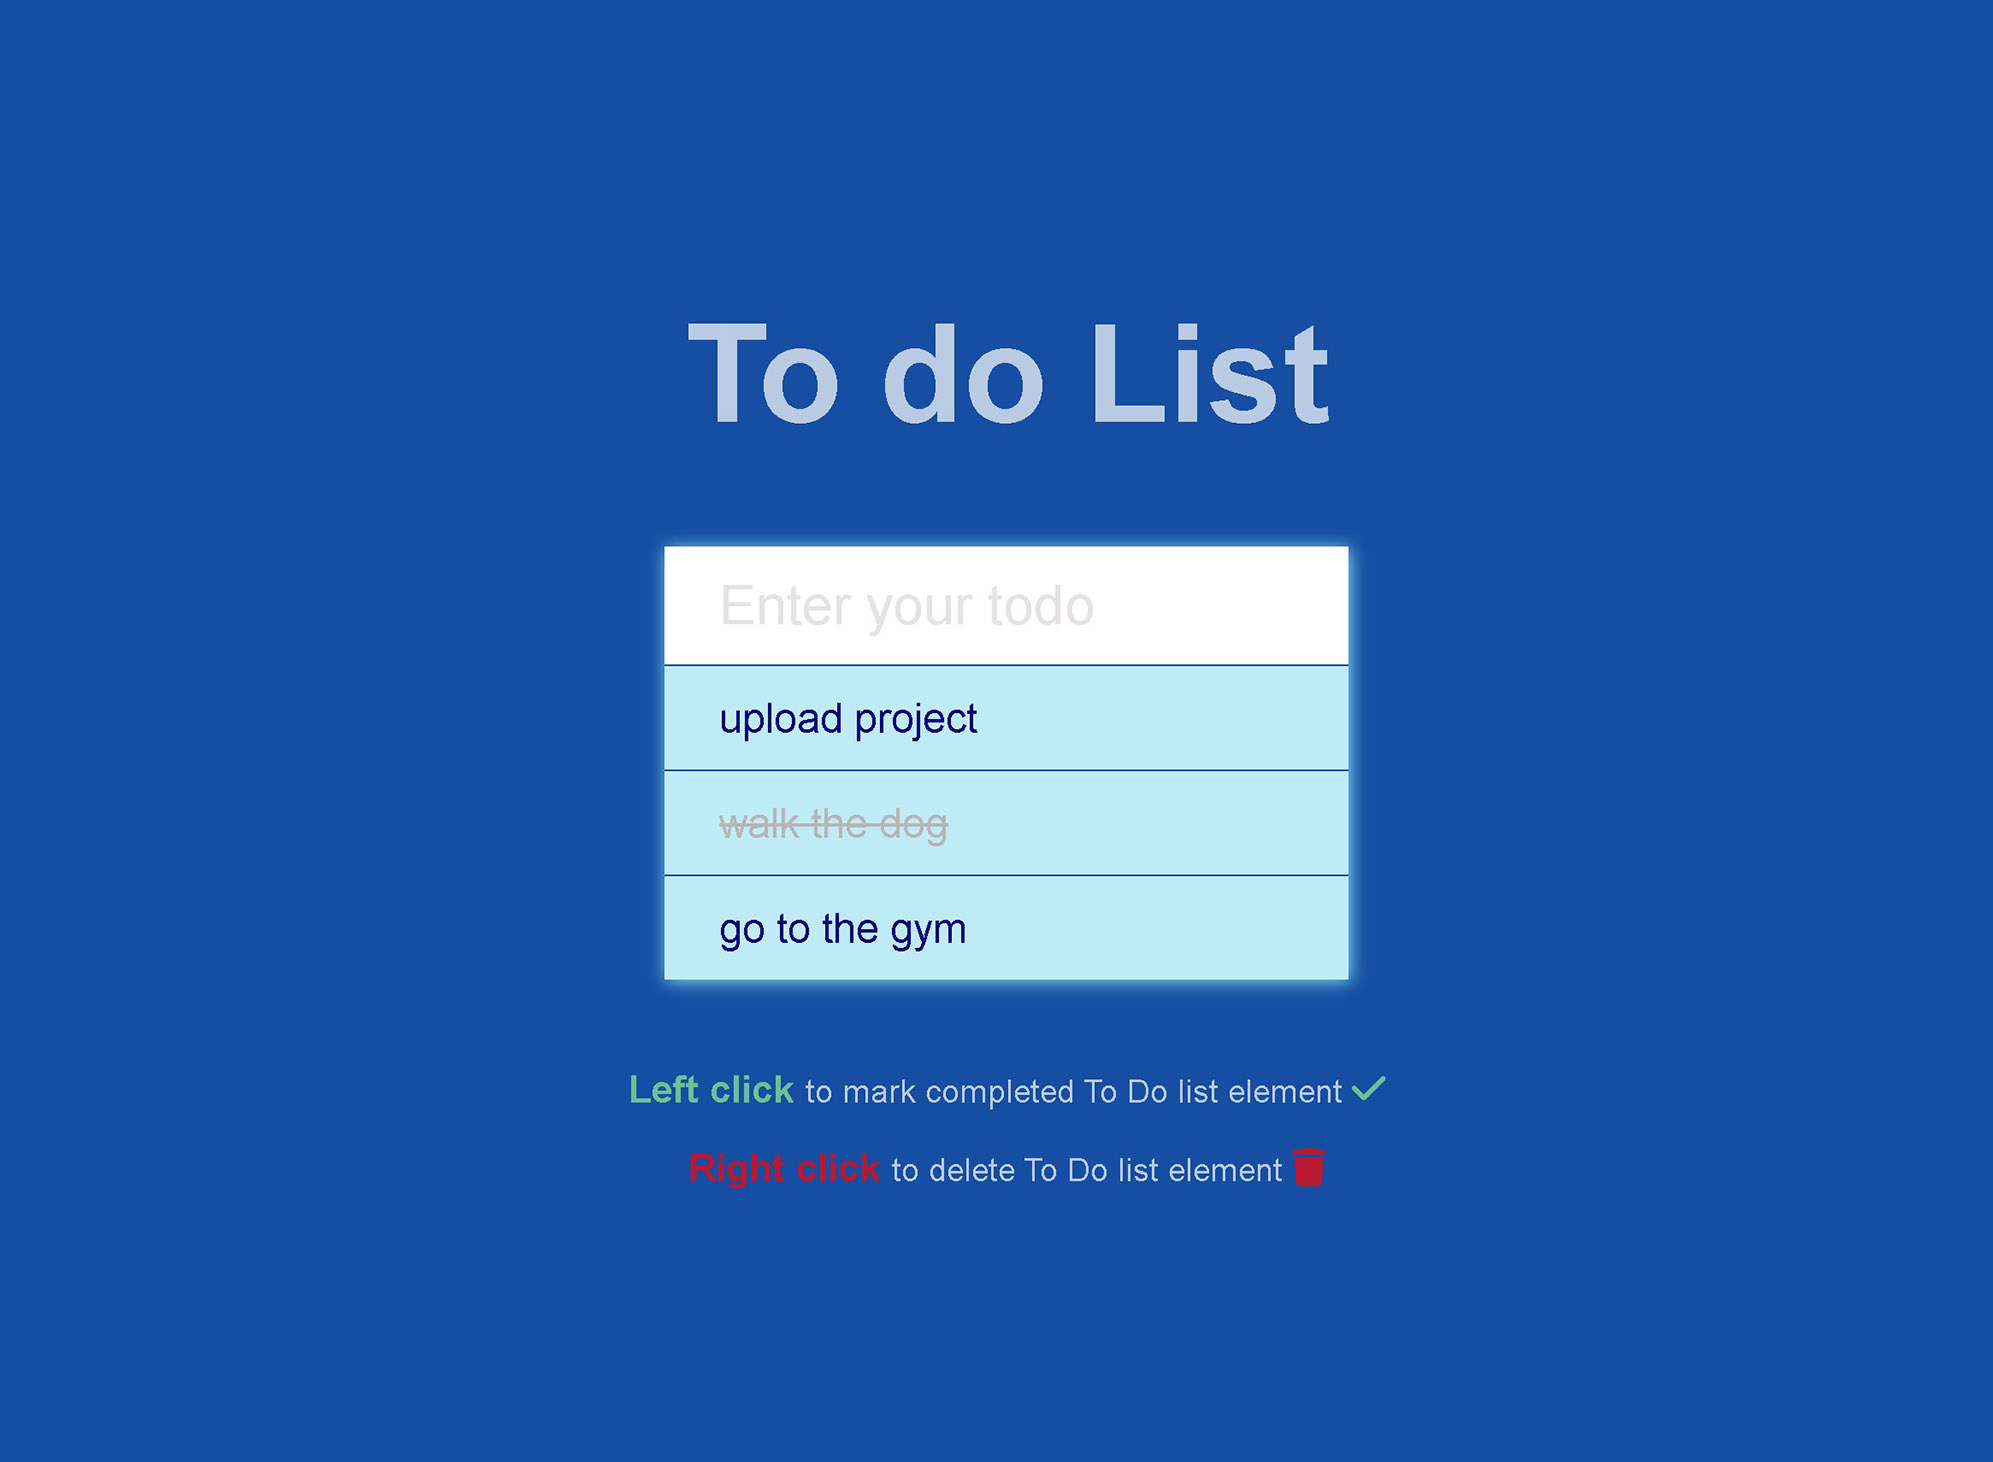 To do List
Enter your todo
upload project
walk the dog
go to the gym
Left click to mark completed To Do list element
Right click to delete To Do list element